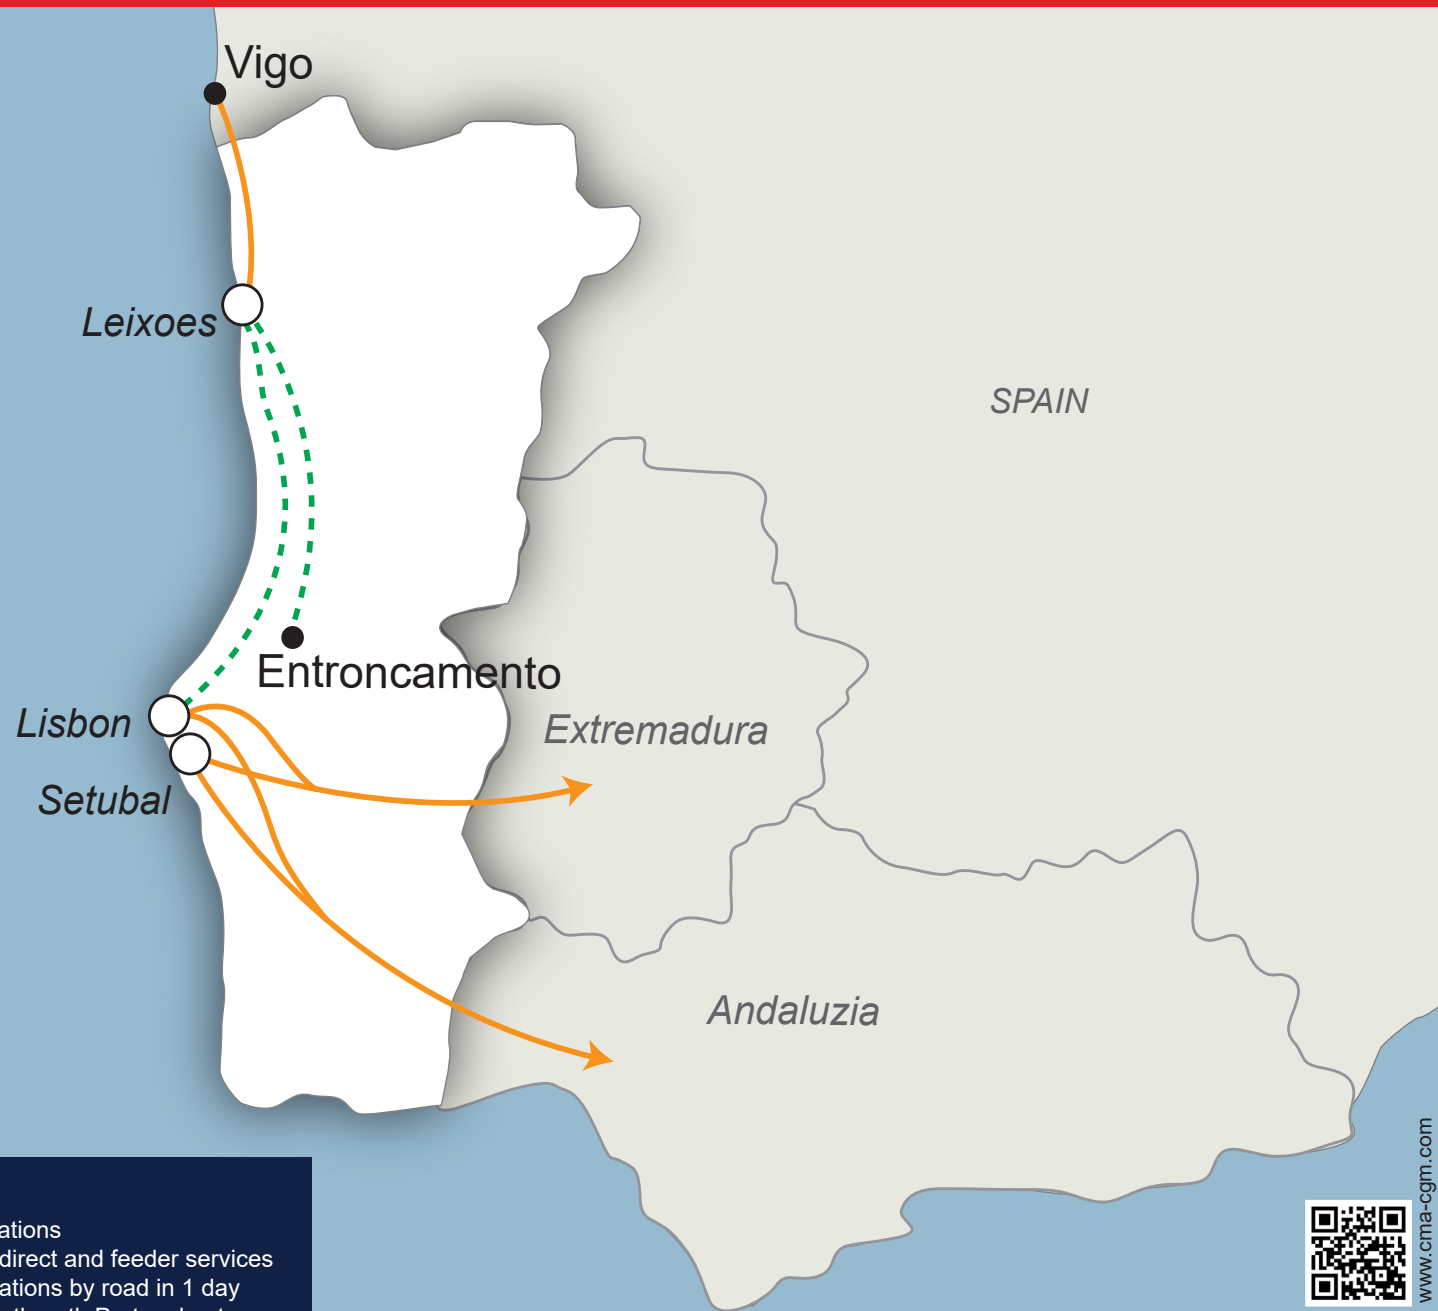 Vigo
Leixoes
SPAIN
Entroncamento
Lisbon
Extremadura
Setubal
Andaluzia
ations
direct and feeder services
ations by road in 1 day
www.cma-cgm.com